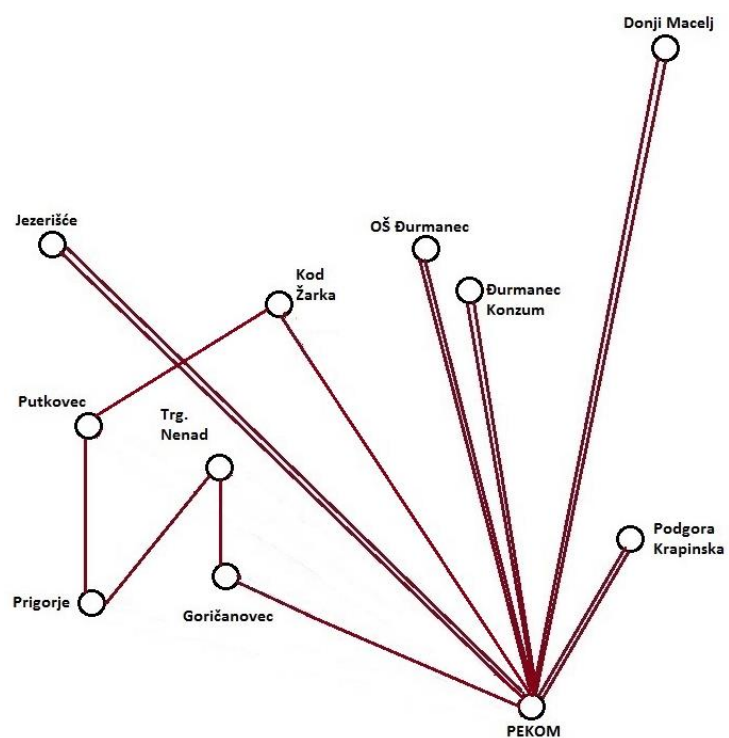 Donji Macelj
Jezerišće
OŠ Đurmanec
Kod
Žarka
Đurmanec
Konzum
Putkovec
Trg.
Nenad
Podgora
Krapinska
Prigorje
Goričanovec
PEKOM